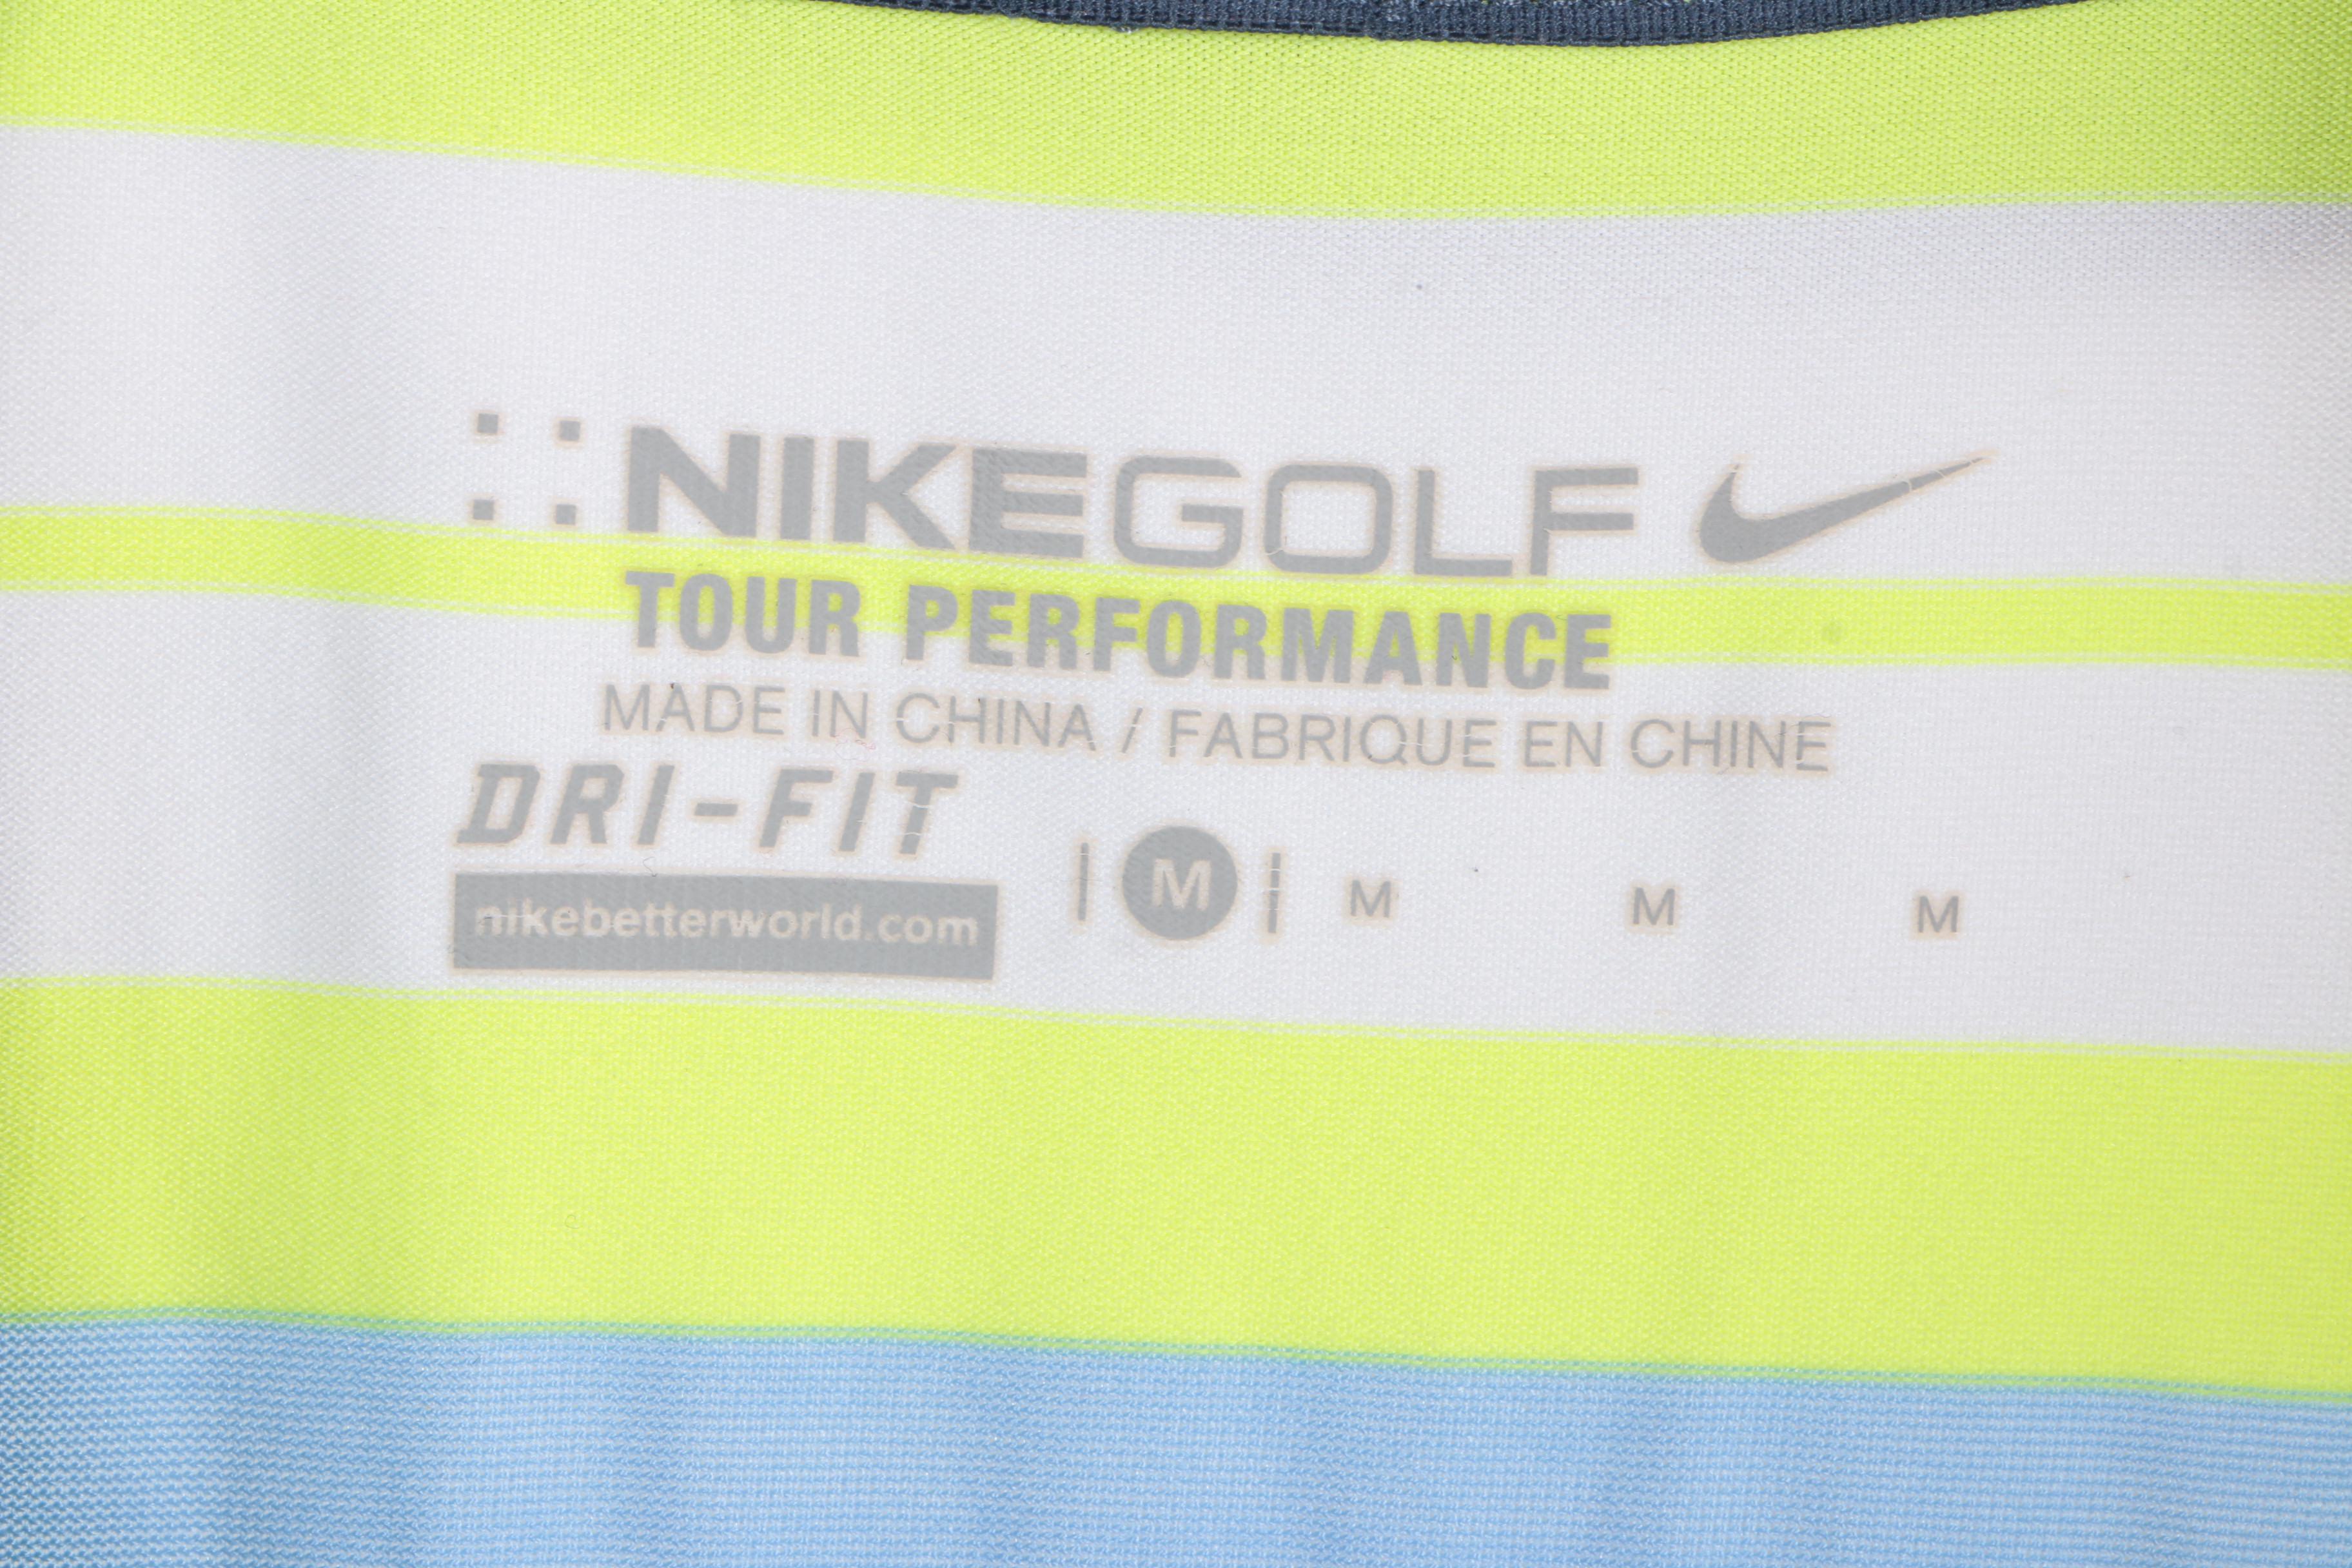 NIKEGOLF
TOUR PERFORMANCE
MADE IN CHINA / FABRIQUE EN CHINE
DRI-FIT
nikebetterworld.com
M M M M